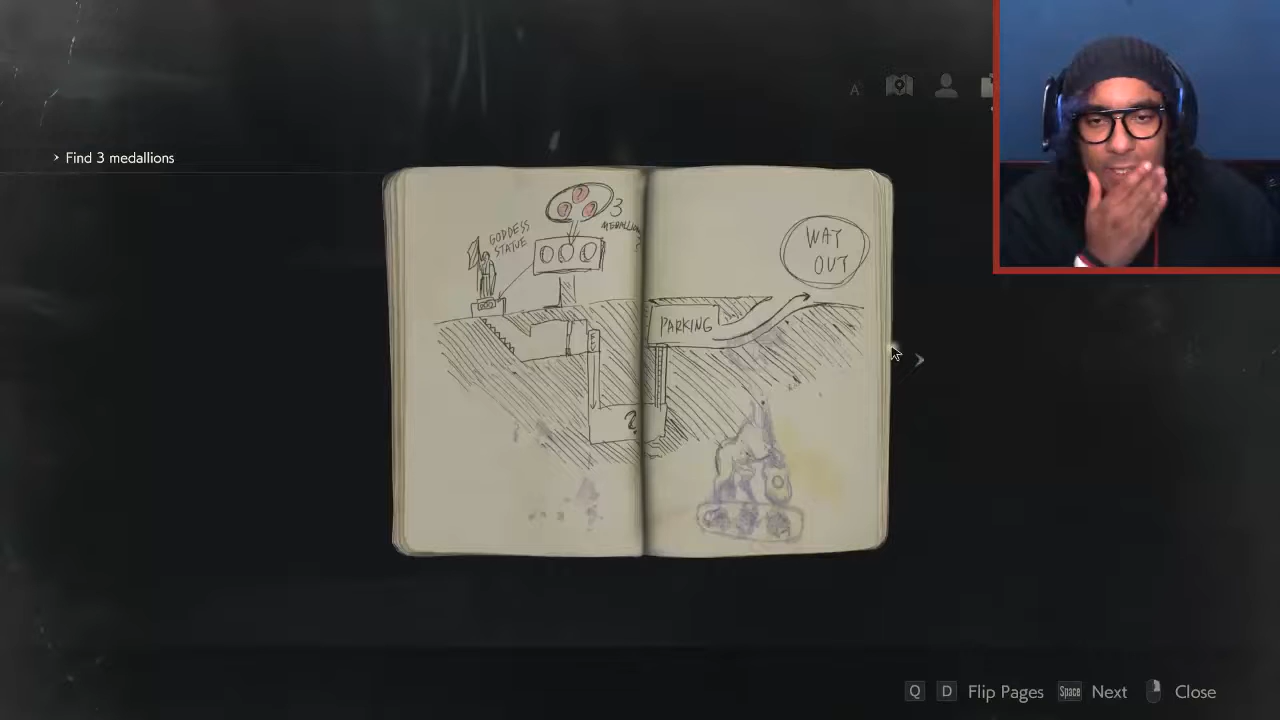 A
> Find 3 medallions
3
MEDALLIONS
?
GODDESS
STATUE
WAY
OUT
PARKING
?
Q D Flip Pages Space Next Close